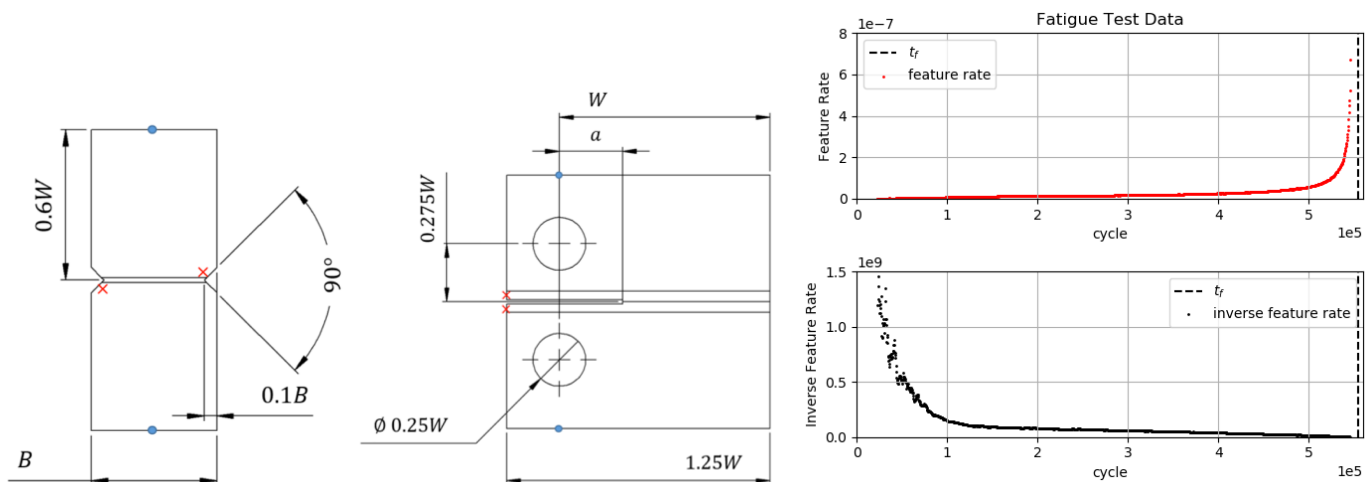 0.6W
90°
0.1B
B
W
a
0.275W
Ø 0.25W
1.25W
Fatigue Test Data
1e−7
8
6
4
2
0
Feature Rate
t_f
feature rate
0 1 2 3 4 5
1e5
cycle
1e9
1.5
1.0
0.5
0.0
Inverse Feature Rate
t_f
inverse feature rate
0 1 2 3 4 5
1e5
cycle